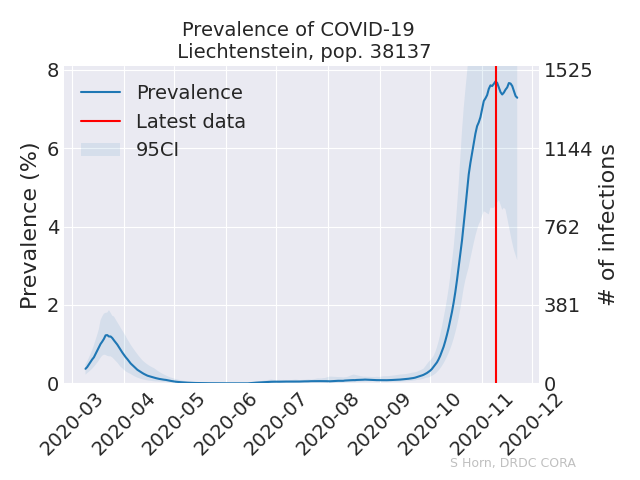 Prevalence of COVID-19
Liechtenstein, pop. 38137
8
6
4
2
0
Prevalence (%)
Prevalence
Latest data
95CI
1525
1144
762
381
0
# of infections
2020-03
2020-04
2020-05
2020-06
2020-07
2020-08
2020-09
2020-10
2020-11
2020-12
S Horn, DRDC CORA